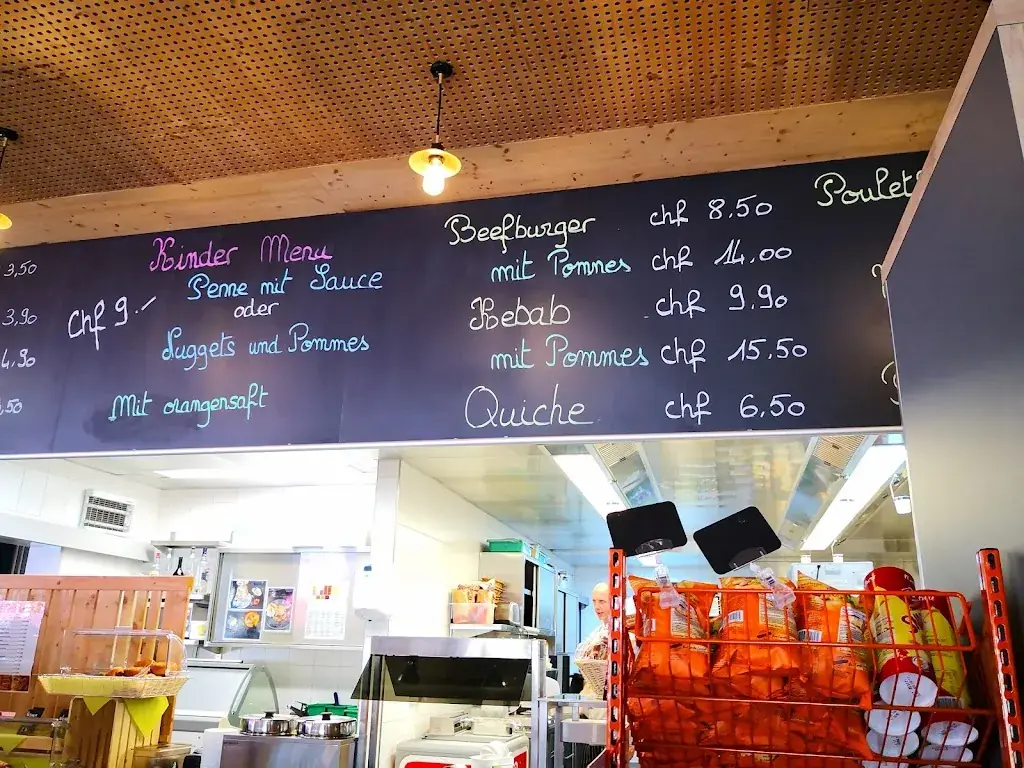 3,50
3,90
4,90
,50
Kinder Menu
Chf 9.-
Penne mit Sauce
oder
Nuggets und Pommes
Mit orangensaft
Beefburger chf 8.50
mit Pommes chf 14.00
Kebab chf 9.90
mit Pommes chf 15.50
Quiche chf 6.50
Poulet